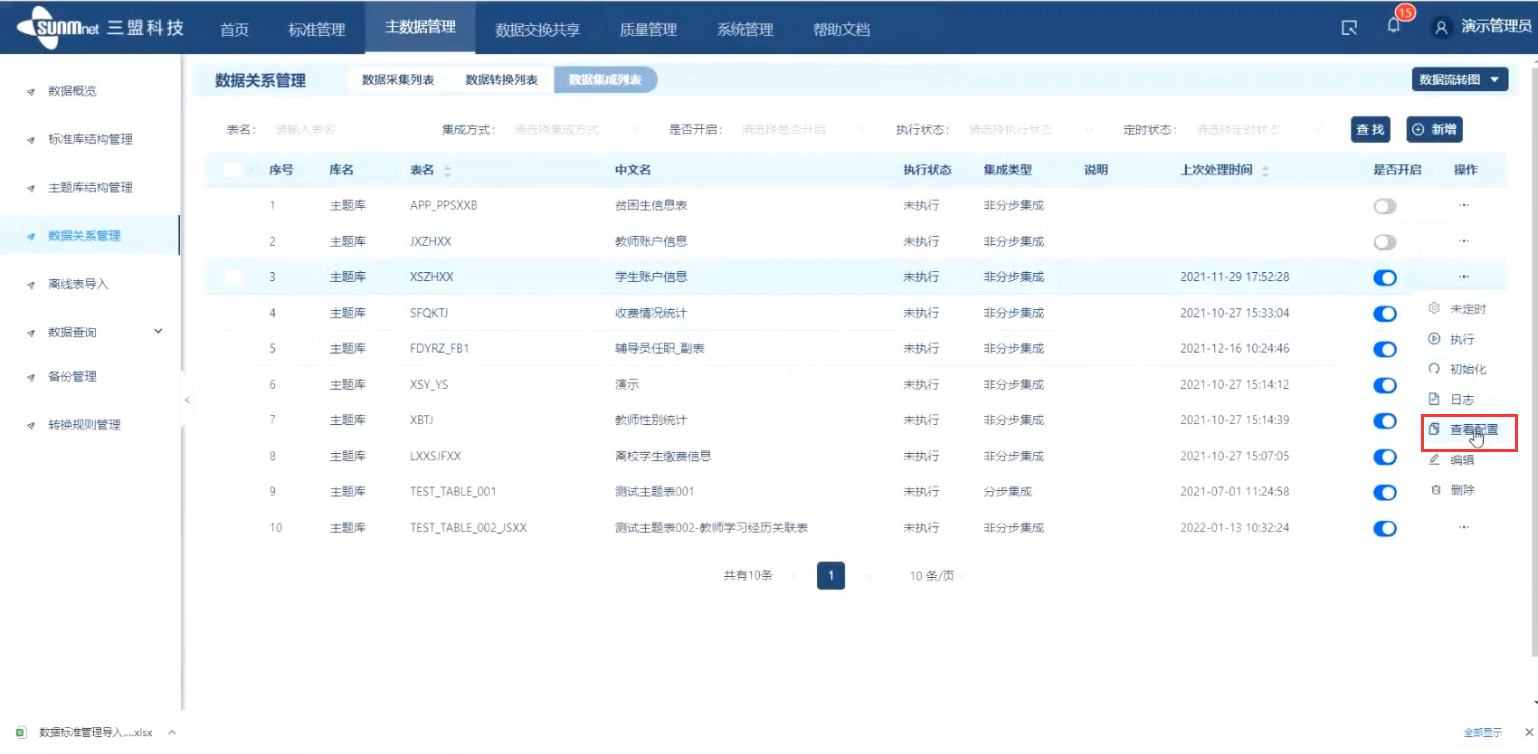 SUNMnet 三盟科技 首页 标准管理 主数据管理 数据交换共享 质量管理 系统管理 帮助文档 15 演示管理员
数据概览
标准库结构管理
主题库结构管理
数据关系管理
离线表导入
数据查询
备份管理
转换规则管理
数据关系管理 数据采集列表 数据转换列表 数据集成列表 数据流转图
表名: 请输入表名 集成方式: 请选择集成方式 是否开启: 请选择是否开启 执行状态: 请选择执行状态 定时状态: 请选择定时状态 查找 新增
序号 库名 表名 中文名 执行状态 集成类型 说明 上次处理时间 是否开启 操作
1 主题库 APP_PPSXXB 贫困生信息表 未执行 非分步集成
2 主题库 JXZHXX 教师账户信息 未执行 非分步集成
3 主题库 XSZHXX 学生账户信息 未执行 非分步集成 2021-11-29 17:52:28
4 主题库 SFQKTJ 收费情况统计 未执行 非分步集成 2021-10-27 15:33:04
5 主题库 FDYRZ_FB1 辅导员任职_副表 未执行 非分步集成 2021-12-16 10:24:46
6 主题库 XSY_YS 演示 未执行 非分步集成 2021-10-27 15:14:12
7 主题库 XBTJ 教师性别统计 未执行 非分步集成 2021-10-27 15:14:39
8 主题库 LXXSJFXX 离校学生缴费信息 未执行 非分步集成 2021-10-27 15:07:05
9 主题库 TEST_TABLE_001 测试主题表001 未执行 分步集成 2021-07-01 11:24:58
10 主题库 TEST_TABLE_002_JSXX 测试主题表002-教师学习经历关联表 未执行 非分步集成 2022-01-13 10:32:24
未定时
执行
初始化
日志
查看配置
编辑
删除
共有10条 1 10 条/页
数据标准管理导入....xlsx 全部显示